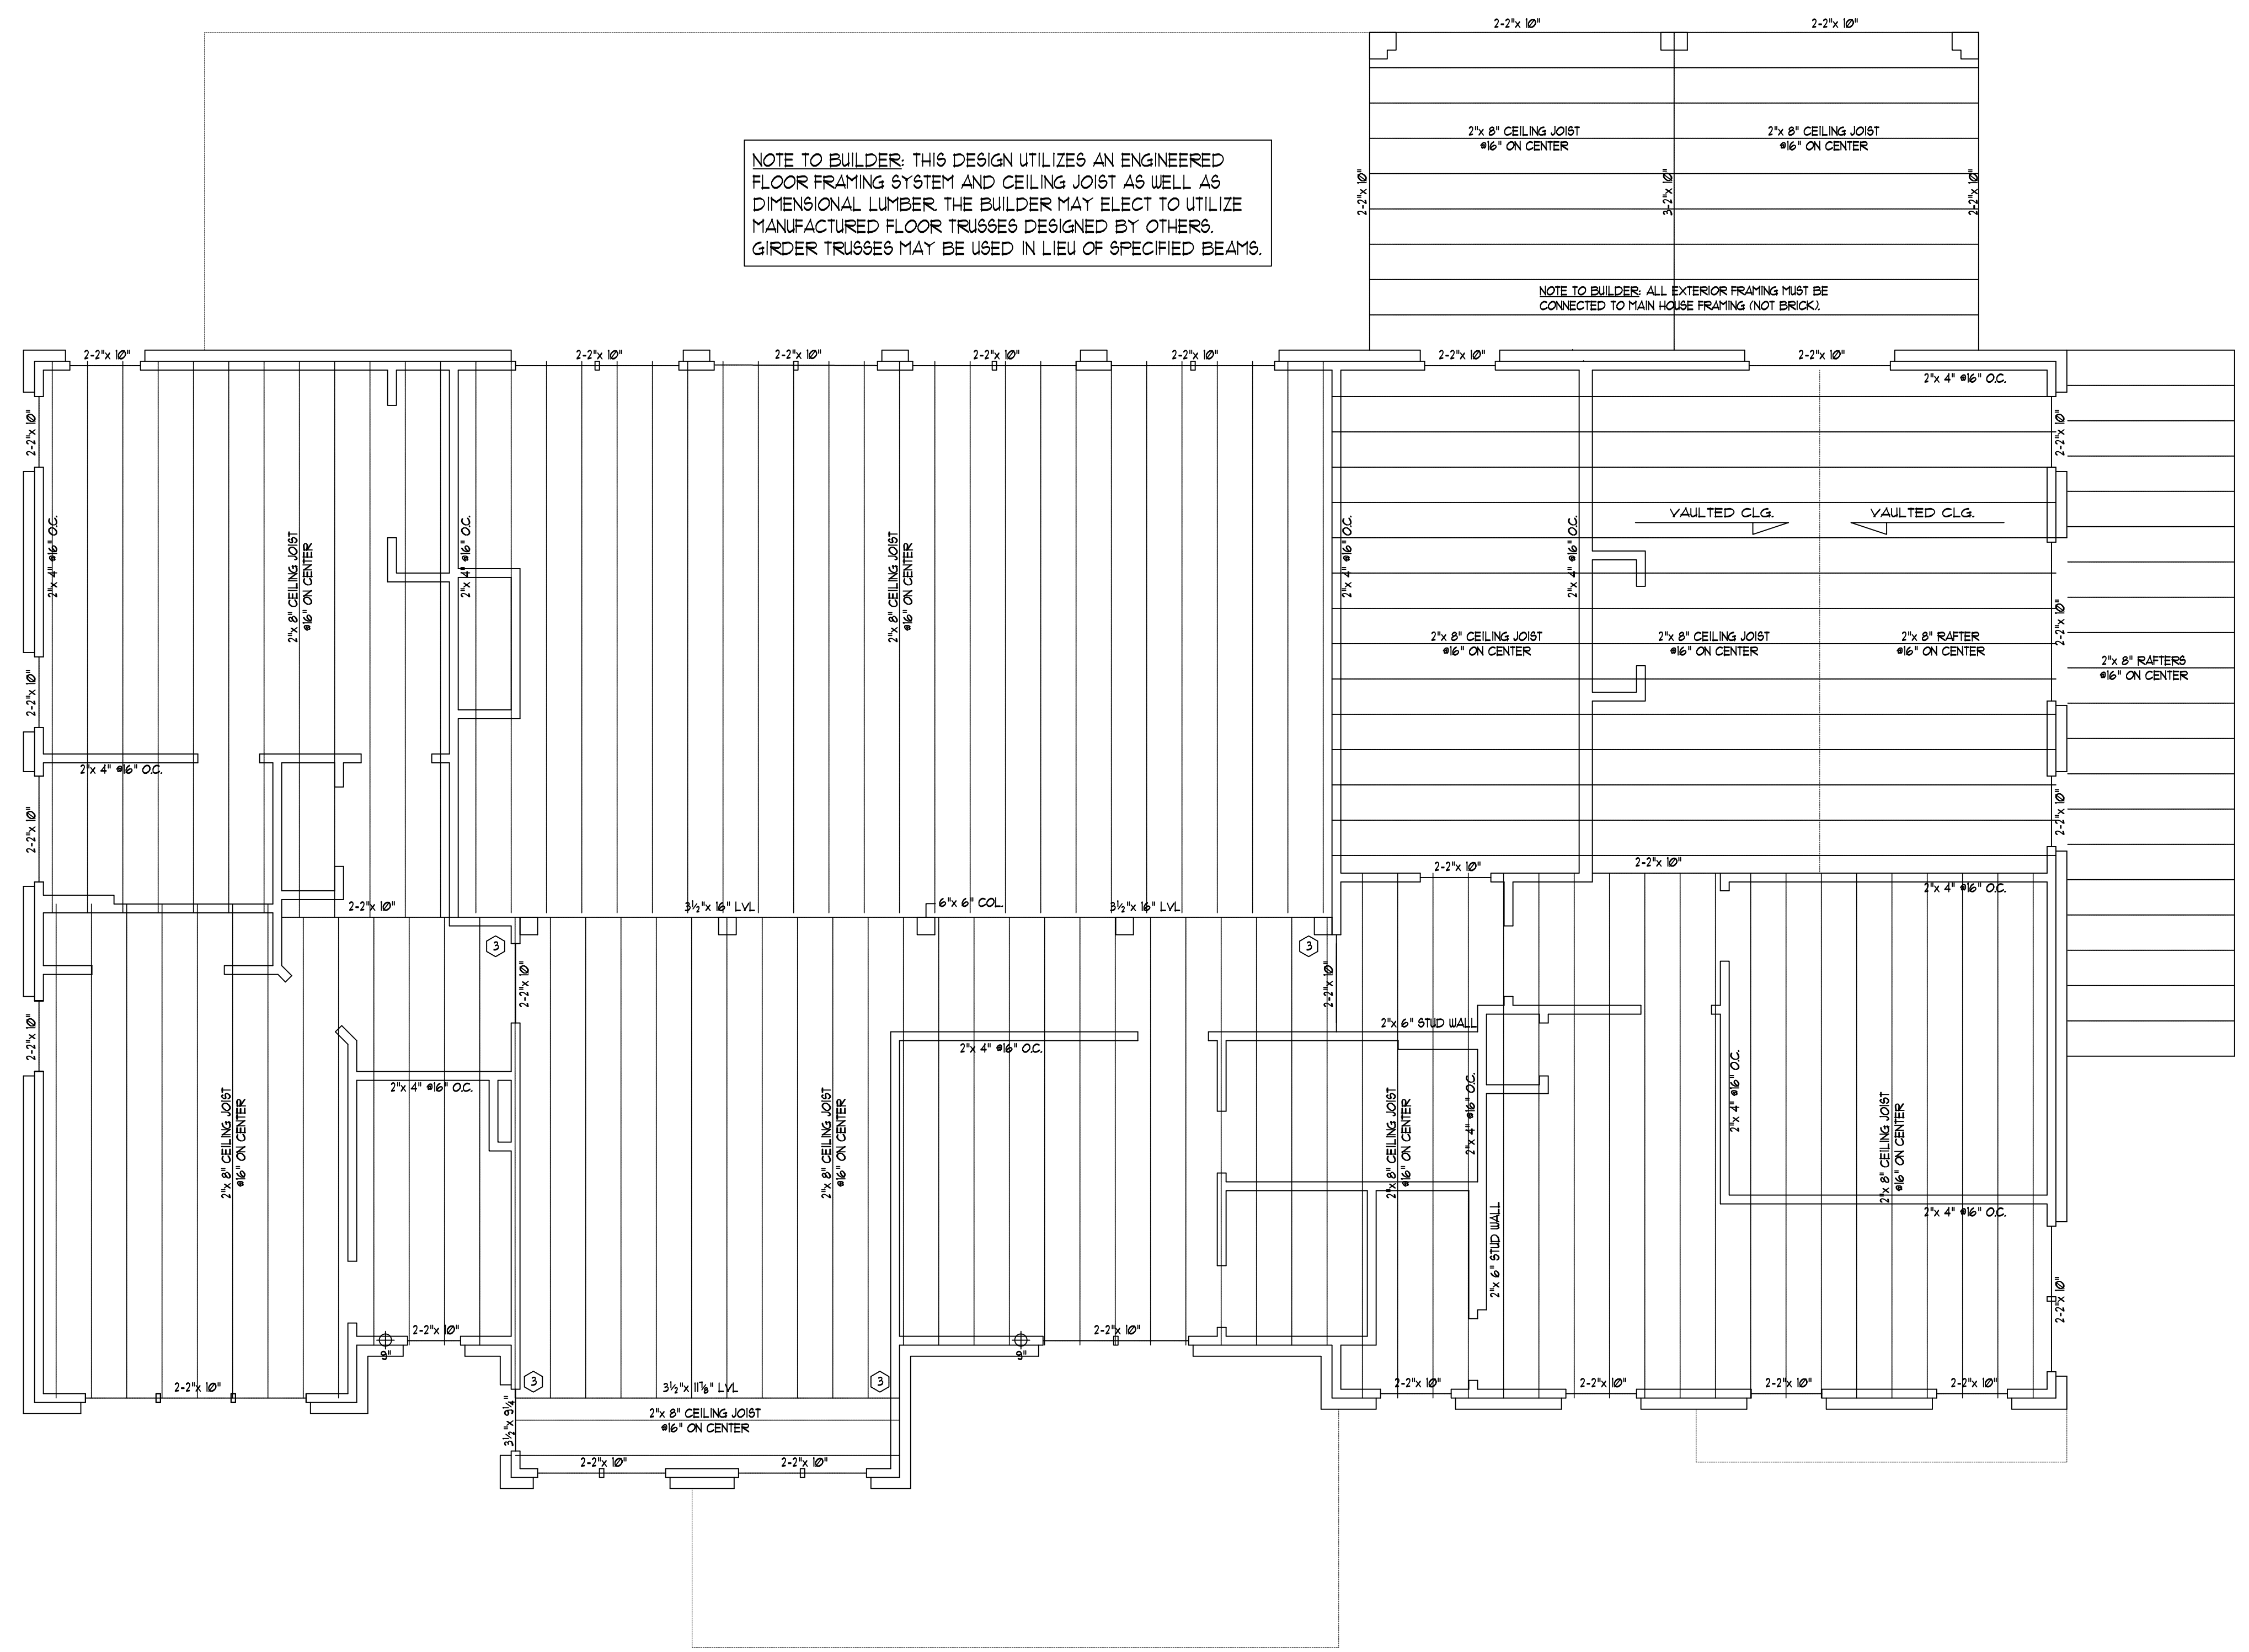 2-2"x 10"
2-2"x 10"
2"x 8" CEILING JOIST
@16" ON CENTER
2"x 8" CEILING JOIST
@16" ON CENTER
2-2"x 10"
3-2"x 10"
2-2"x 10"
NOTE TO BUILDER: THIS DESIGN UTILIZES AN ENGINEERED
FLOOR FRAMING SYSTEM AND CEILING JOIST AS WELL AS
DIMENSIONAL LUMBER. THE BUILDER MAY ELECT TO UTILIZE
MANUFACTURED FLOOR TRUSSES DESIGNED BY OTHERS.
GIRDER TRUSSES MAY BE USED IN LIEU OF SPECIFIED BEAMS.
NOTE TO BUILDER: ALL EXTERIOR FRAMING MUST BE
CONNECTED TO MAIN HOUSE FRAMING (NOT BRICK).
2-2"x 10"
2-2"x 10"
2-2"x 10"
2-2"x 10"
2-2"x 10"
2-2"x 10"
2-2"x 10"
2"x 4" @16" O.C.
2-2"x 10"
2-2"x 10"
VAULTED CLG.
VAULTED CLG.
2"x 4" @16" O.C.
2"x 8" CEILING JOIST
@16" ON CENTER
2"x 4" @16" O.C.
2"x 8" CEILING JOIST
@16" ON CENTER
2"x 4" @16" O.C.
2"x 4" @16" O.C.
2-2"x 10"
2"x 8" CEILING JOIST
@16" ON CENTER
2"x 8" CEILING JOIST
@16" ON CENTER
2"x 8" RAFTER
@16" ON CENTER
2"x 8" RAFTERS
@16" ON CENTER
2-2"x 10"
2"x 4" @16" O.C.
2-2"x 10"
2-2"x 10"
2-2"x 10"
2-2"x 10"
2"x 4" @16" O.C.
2-2"x 10"
3½"x 16" LVL
6"x 6" COL.
3½"x 16" LVL
3
3
2-2"x 10"
2-2"x 10"
2-2"x 10"
2"x 6" STUD WALL
2"x 4" @16" O.C.
2"x 4" @16" O.C.
2"x 8" CEILING JOIST
@16" ON CENTER
2"x 8" CEILING JOIST
@16" ON CENTER
2"x 8" CEILING JOIST
@16" ON CENTER
2"x 4" @16" O.C.
2"x 4" @16" O.C.
2"x 8" CEILING JOIST
@16" ON CENTER
2"x 4" @16" O.C.
2"x 6" STUD WALL
2-2"x 10"
2-2"x 10"
2-2"x 10"
9"
9"
2-2"x 10"
3
3½"x 11⅞" LVL
3
2-2"x 10"
2-2"x 10"
2-2"x 10"
2-2"x 10"
3½"x 9¼"
2"x 8" CEILING JOIST
@16" ON CENTER
2-2"x 10"
2-2"x 10"